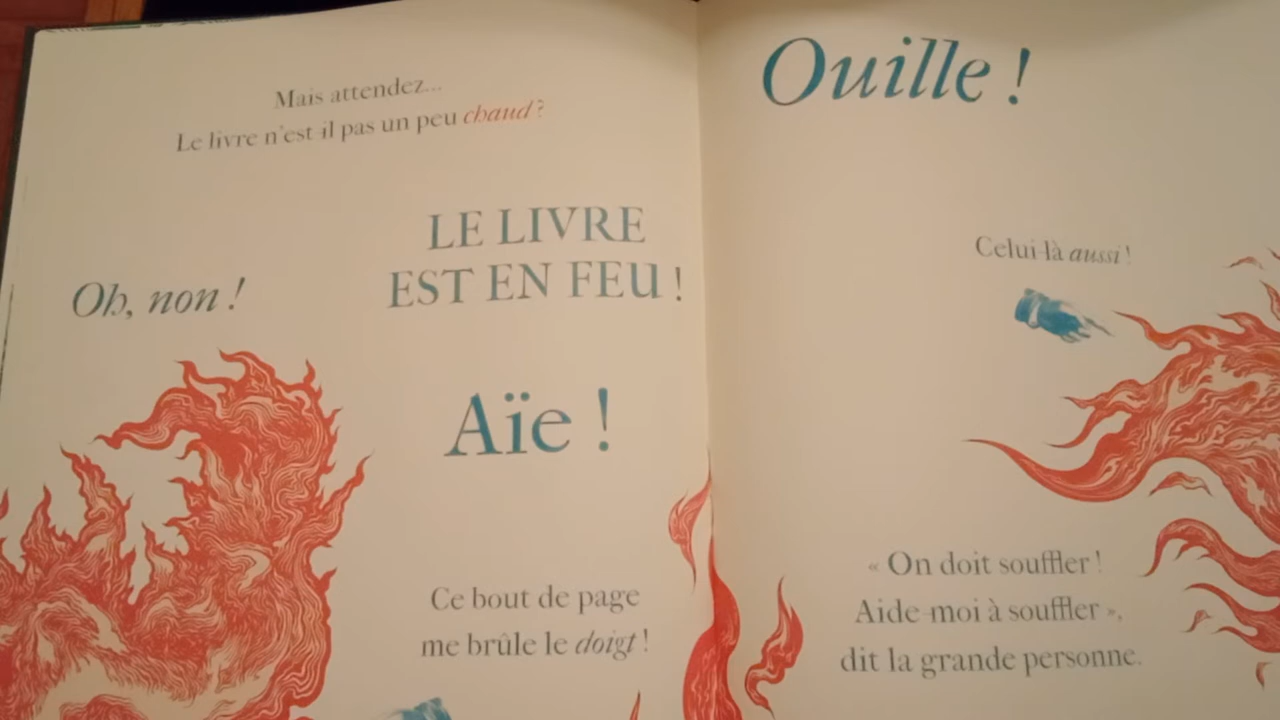 Mais attendez...
Le livre n'est-il pas un peu chaud ?
LE LIVRE
EST EN FEU !
Oh, non !
Aïe !
Ce bout de page
me brûle le doigt !
Ouille !
Celui-là aussi !
« On doit souffler !
Aide-moi à souffler »,
dit la grande personne.